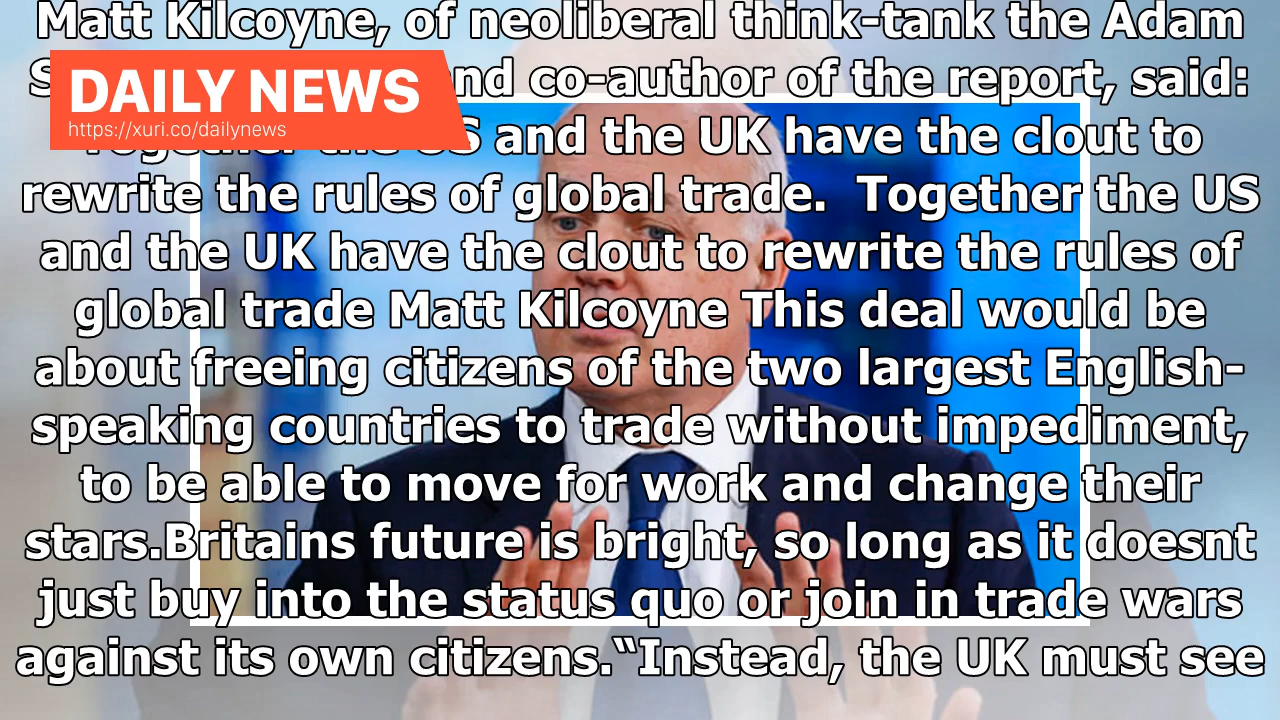 Matt Kilcoyne, of neoliberal think-tank the Adam
DAILY NEWS
https://xuri.co/dailynews
co-author of the report, said:
and the UK have the clout to
rewrite the rules of global trade.  Together the US
and the UK have the clout to rewrite the rules of
global trade Matt Kilcoyne This deal would be
about freeing citizens of the two largest English-
speaking countries to trade without impediment,
to be able to move for work and change their
stars.Britains future is bright, so long as it doesnt
just buy into the status quo or join in trade wars
against its own citizens.“Instead, the UK must see